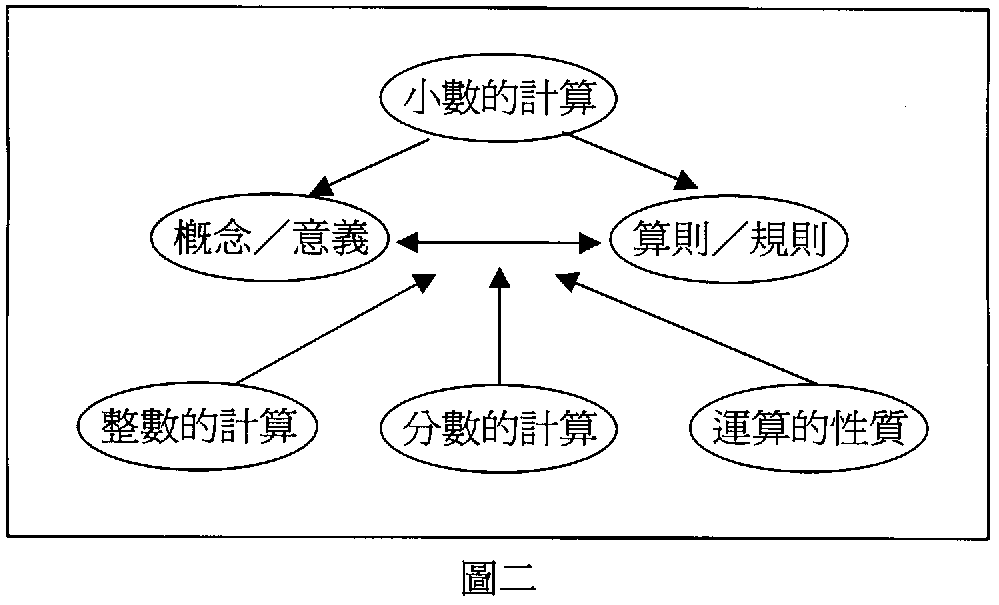 小數的計算
概念／意義
算則／規則
整數的計算
分數的計算
運算的性質
圖二